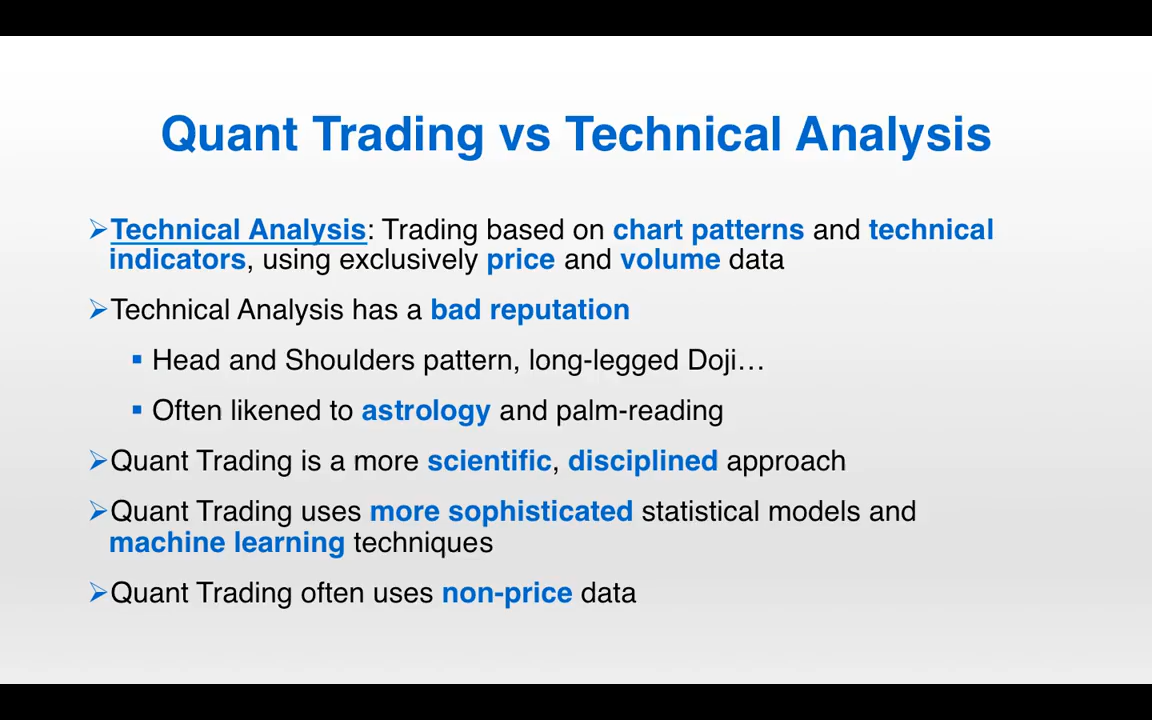 Quant Trading vs Technical Analysis
➢Technical Analysis: Trading based on chart patterns and technical
indicators, using exclusively price and volume data
➢Technical Analysis has a bad reputation
▪ Head and Shoulders pattern, long-legged Doji…
▪ Often likened to astrology and palm-reading
➢Quant Trading is a more scientific, disciplined approach
➢Quant Trading uses more sophisticated statistical models and
machine learning techniques
➢Quant Trading often uses non-price data